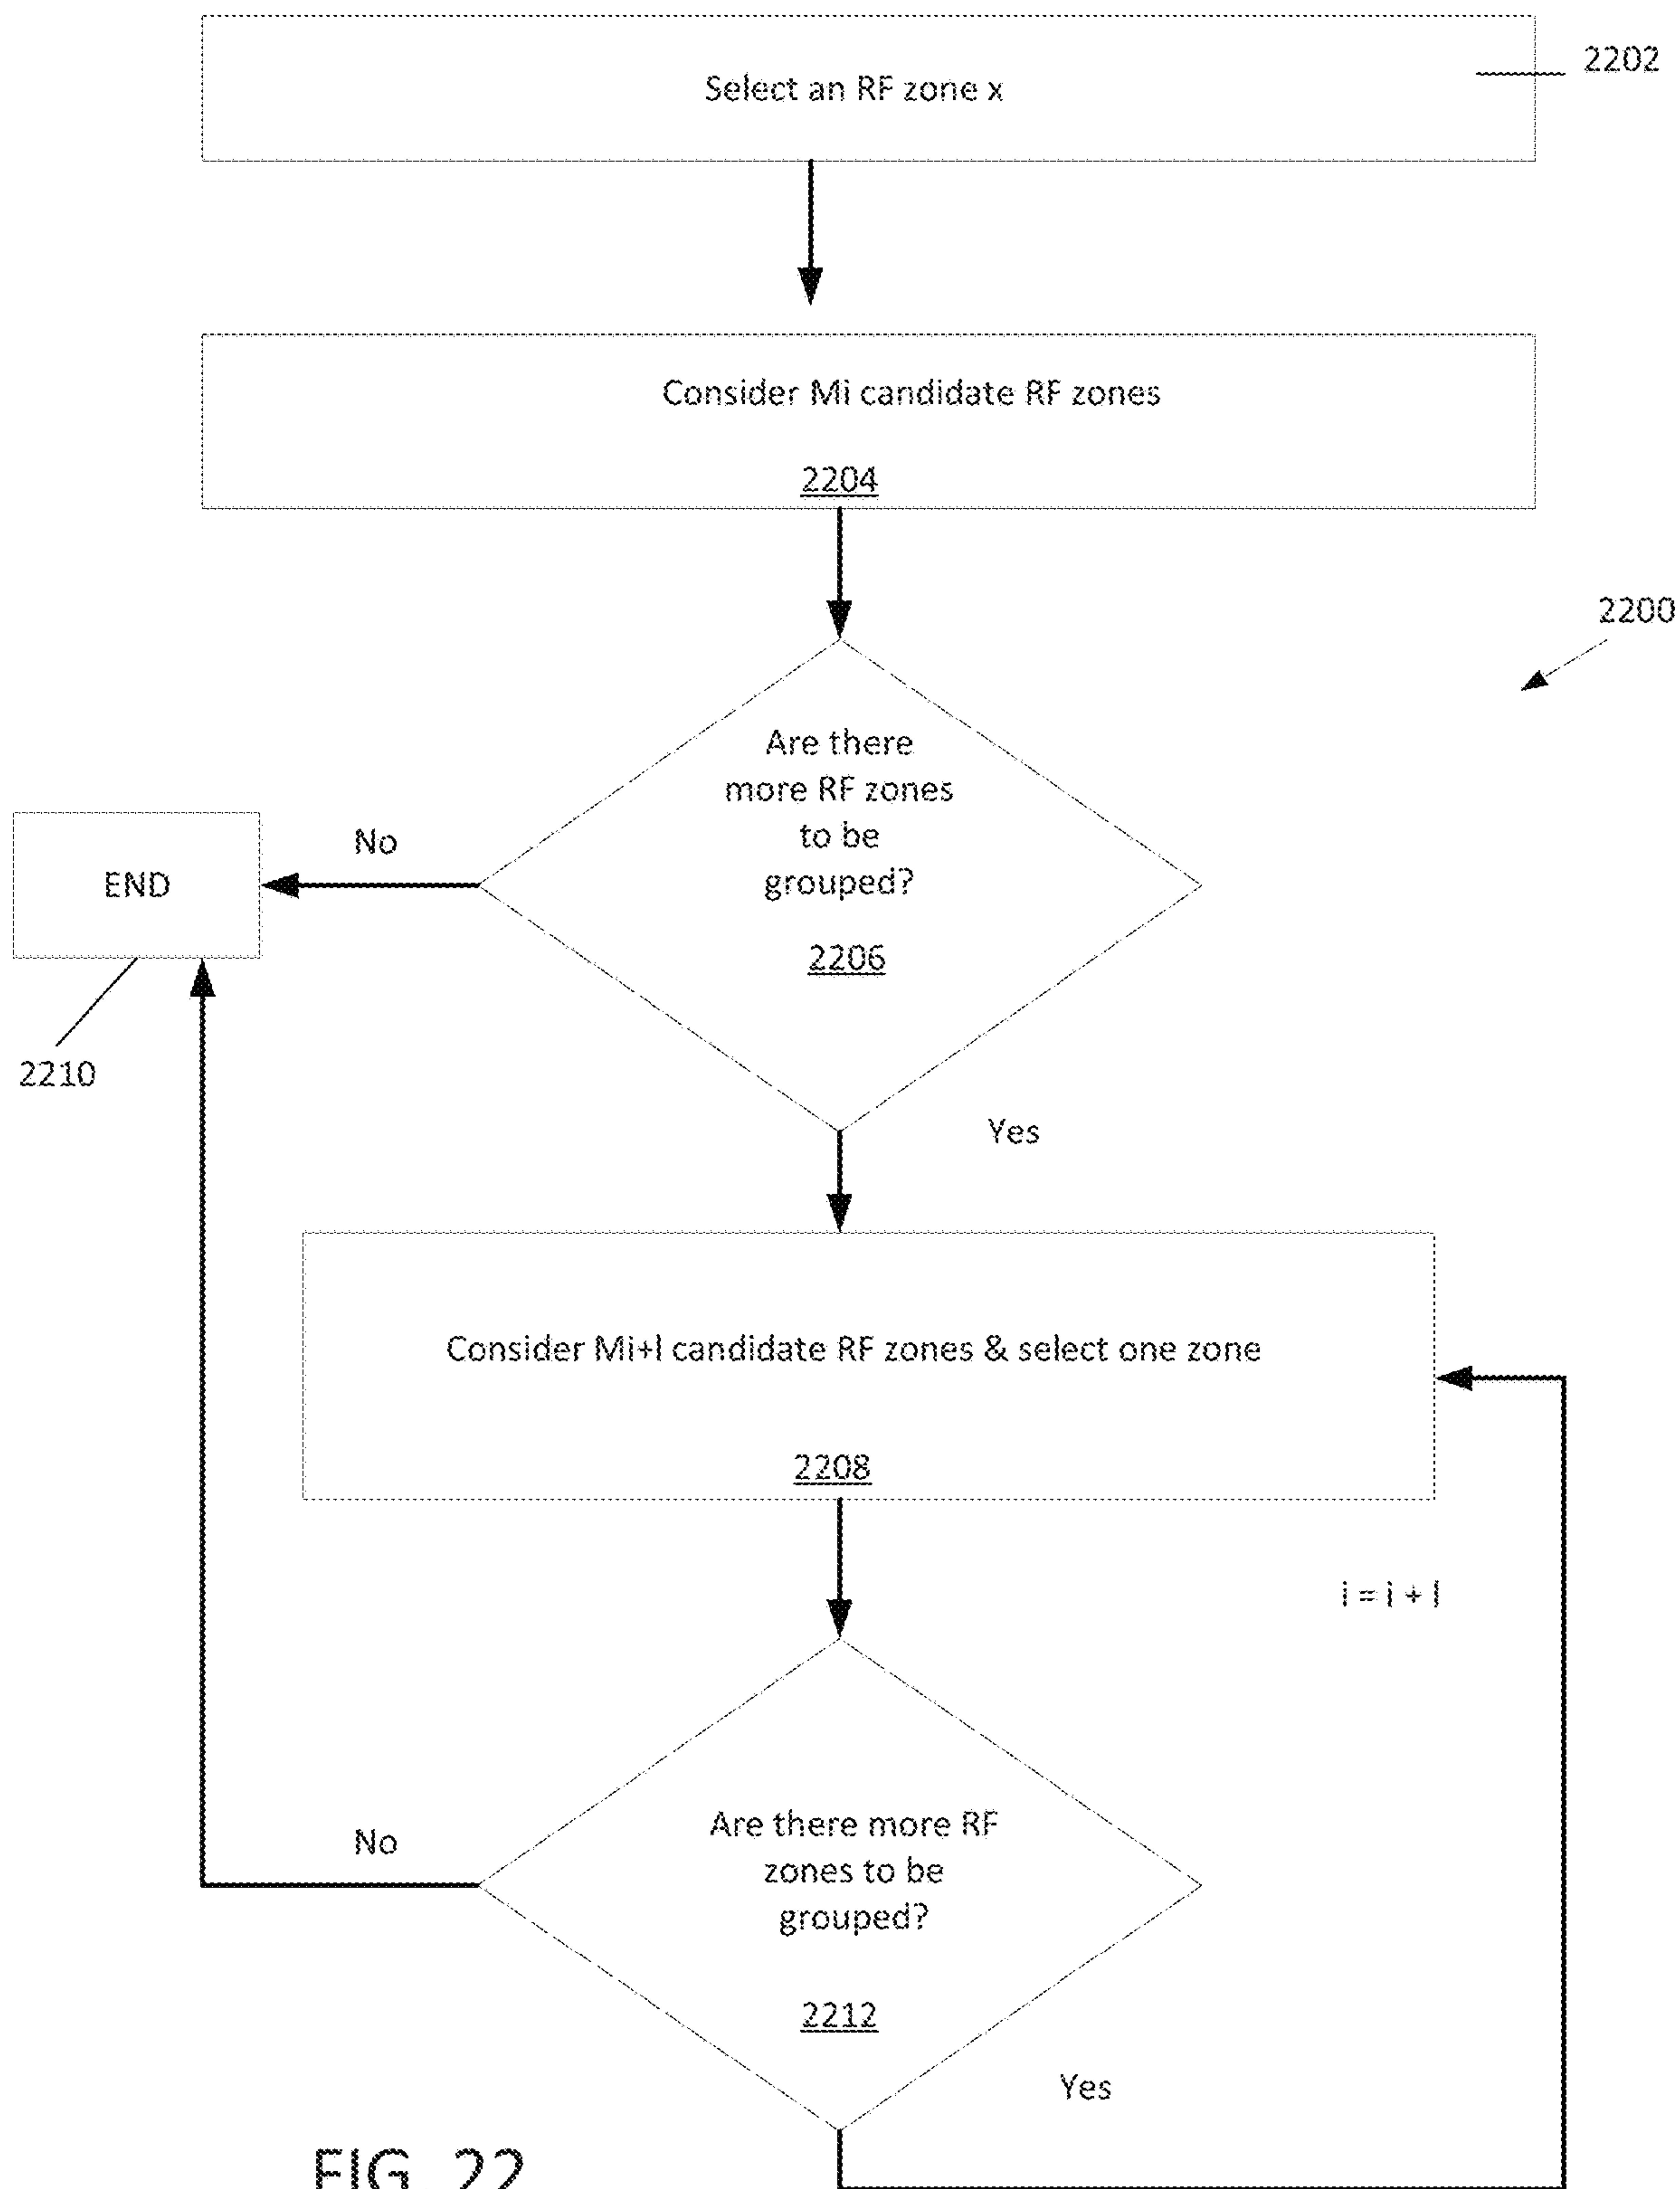 Select an RF zone x
2202
Consider Mi candidate RF zones
2204
2200
Are there
more RF zones
to be
grouped?
2206
No
END
2210
Yes
Consider Mi+l candidate RF zones & select one zone
2208
i = i + l
Are there more RF
zones to be
grouped?
2212
No
Yes
FIG. 22